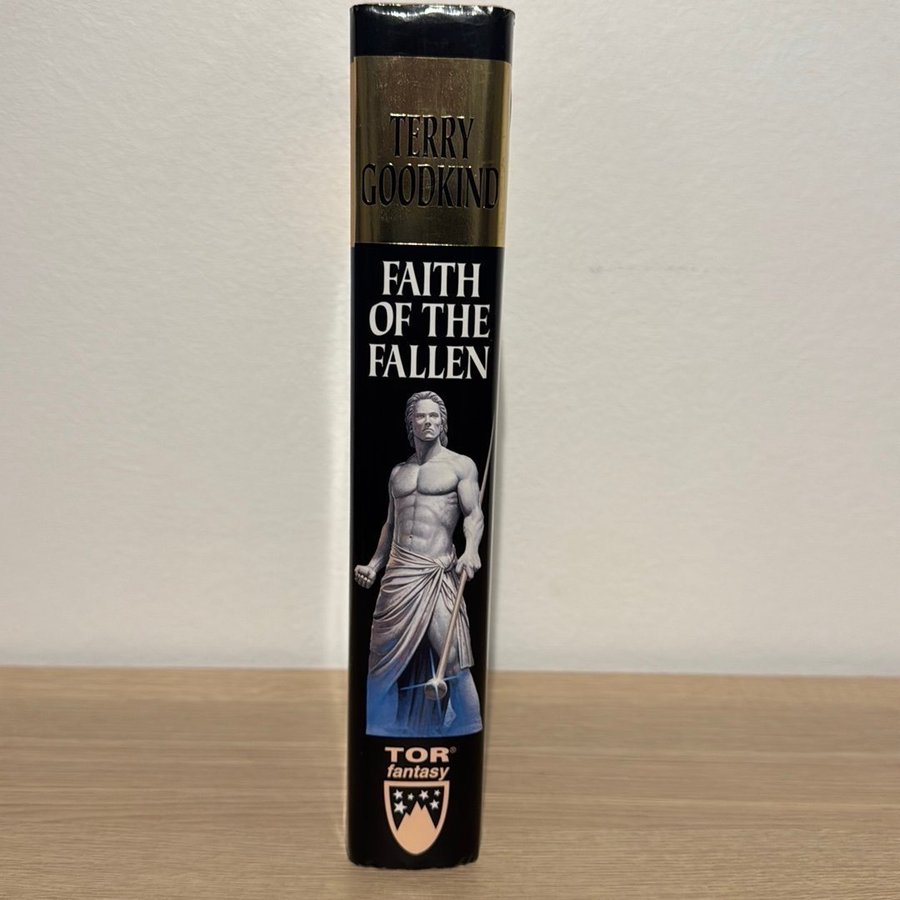 TERRY
GOODKIND
FAITH
OF THE
FALLEN
TOR®
fantasy